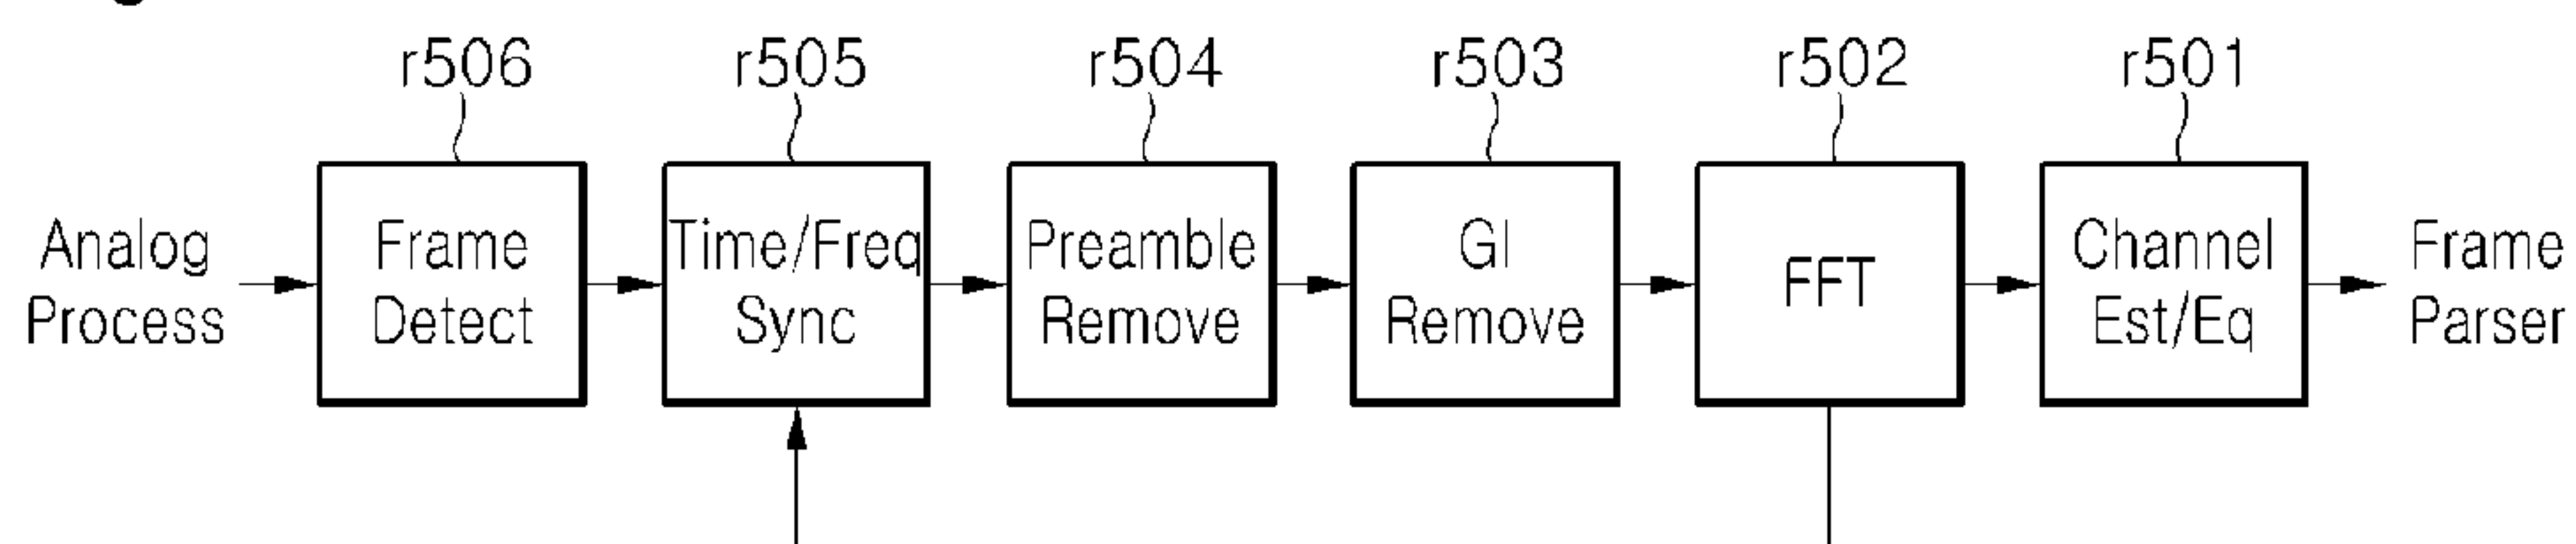 r506 r505 r504 r503 r502 r501
Analog
Process
Frame
Detect
Time/Freq
Sync
Preamble
Remove
GI
Remove
FFT
Channel
Est/Eq
Frame
Parser